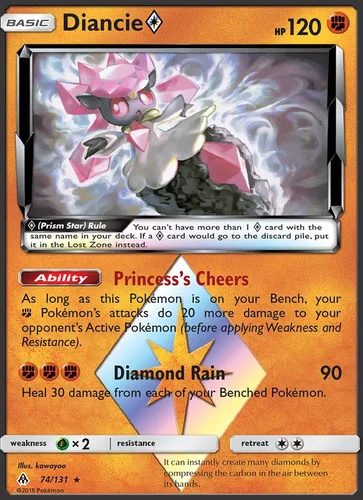 BASIC Diancie HP 120
(Prism Star) Rule You can't have more than 1 ◇ card with the
same name in your deck. If a ◇ card would go to the discard pile, put
it in the Lost Zone instead.
Ability Princess's Cheers
As long as this Pokémon is on your Bench, your
Pokémon's attacks do 20 more damage to your
opponent's Active Pokémon (before applying Weakness and
Resistance).
Diamond Rain 90
Heal 30 damage from each of your Benched Pokémon.
weakness ×2 resistance retreat
Illus. kawayoo
74/131 ★
©2018 Pokémon
It can instantly create many diamonds by
compressing the carbon in the air between
its hands.